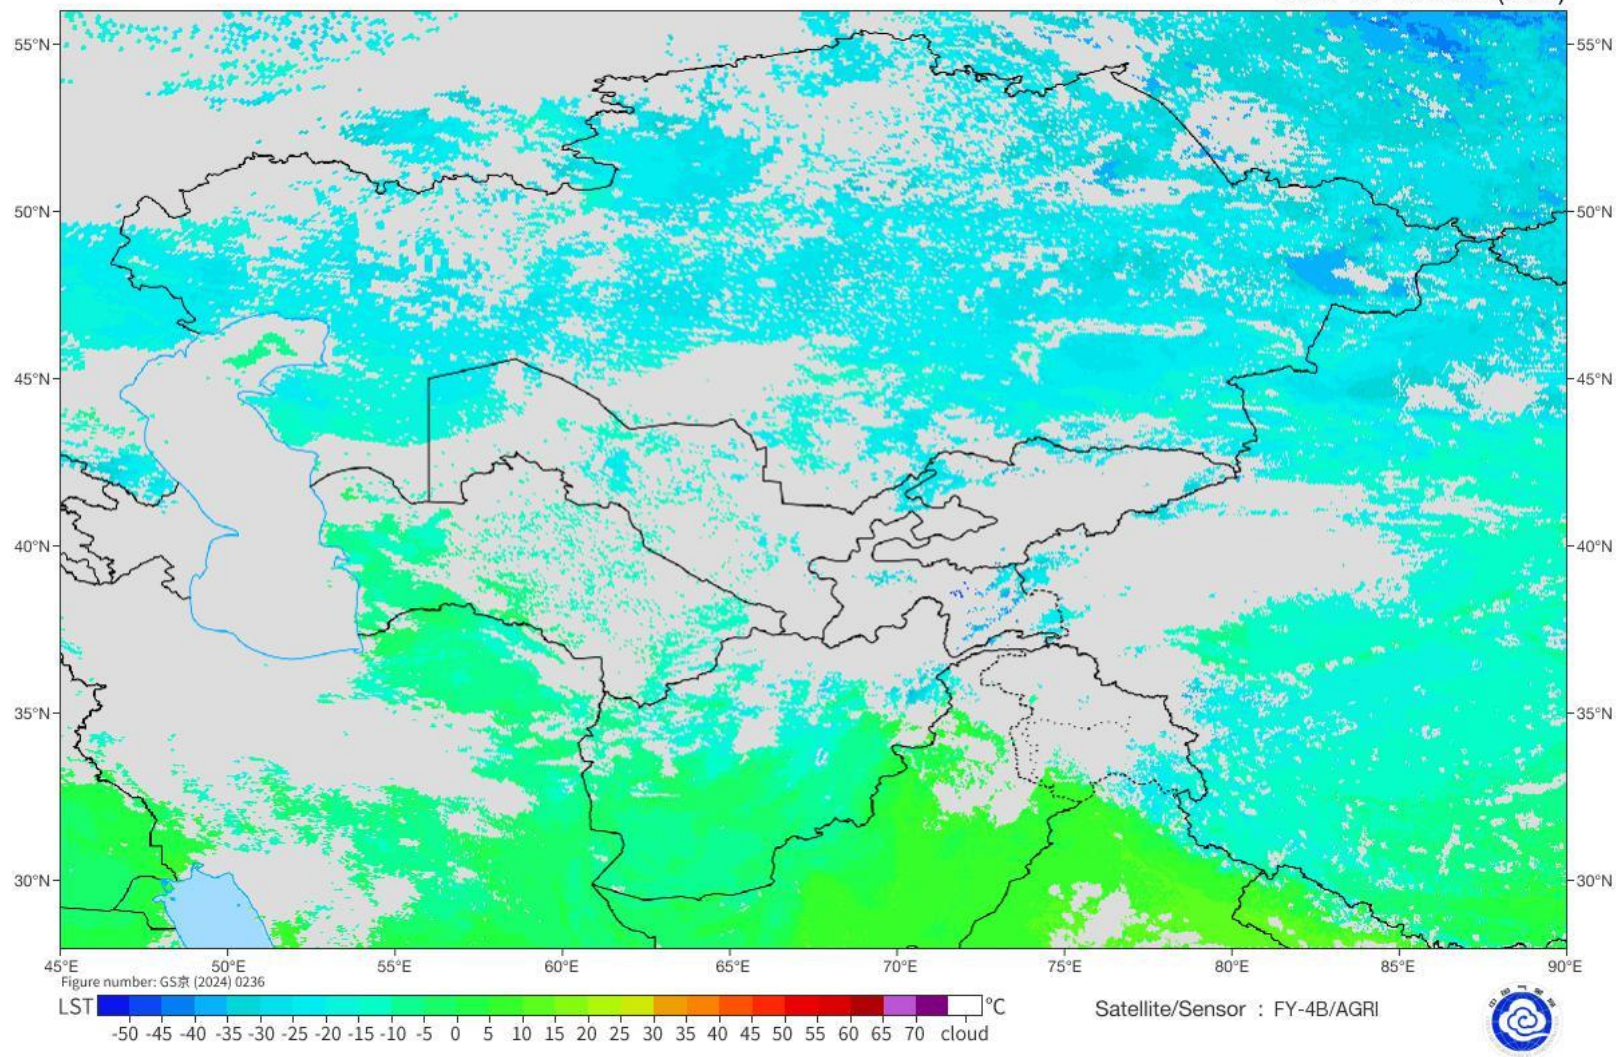 55°N
55°N
50°N
50°N
45°N
45°N
40°N
40°N
35°N
35°N
30°N
30°N
45°E 50°E 55°E 60°E 65°E 70°E 75°E 80°E 85°E 90°E
Figure number: GS京 (2024) 0236
LST °C
-50 -45 -40 -35 -30 -25 -20 -15 -10 -5 0 5 10 15 20 25 30 35 40 45 50 55 60 65 70 cloud
Satellite/Sensor : FY-4B/AGRI